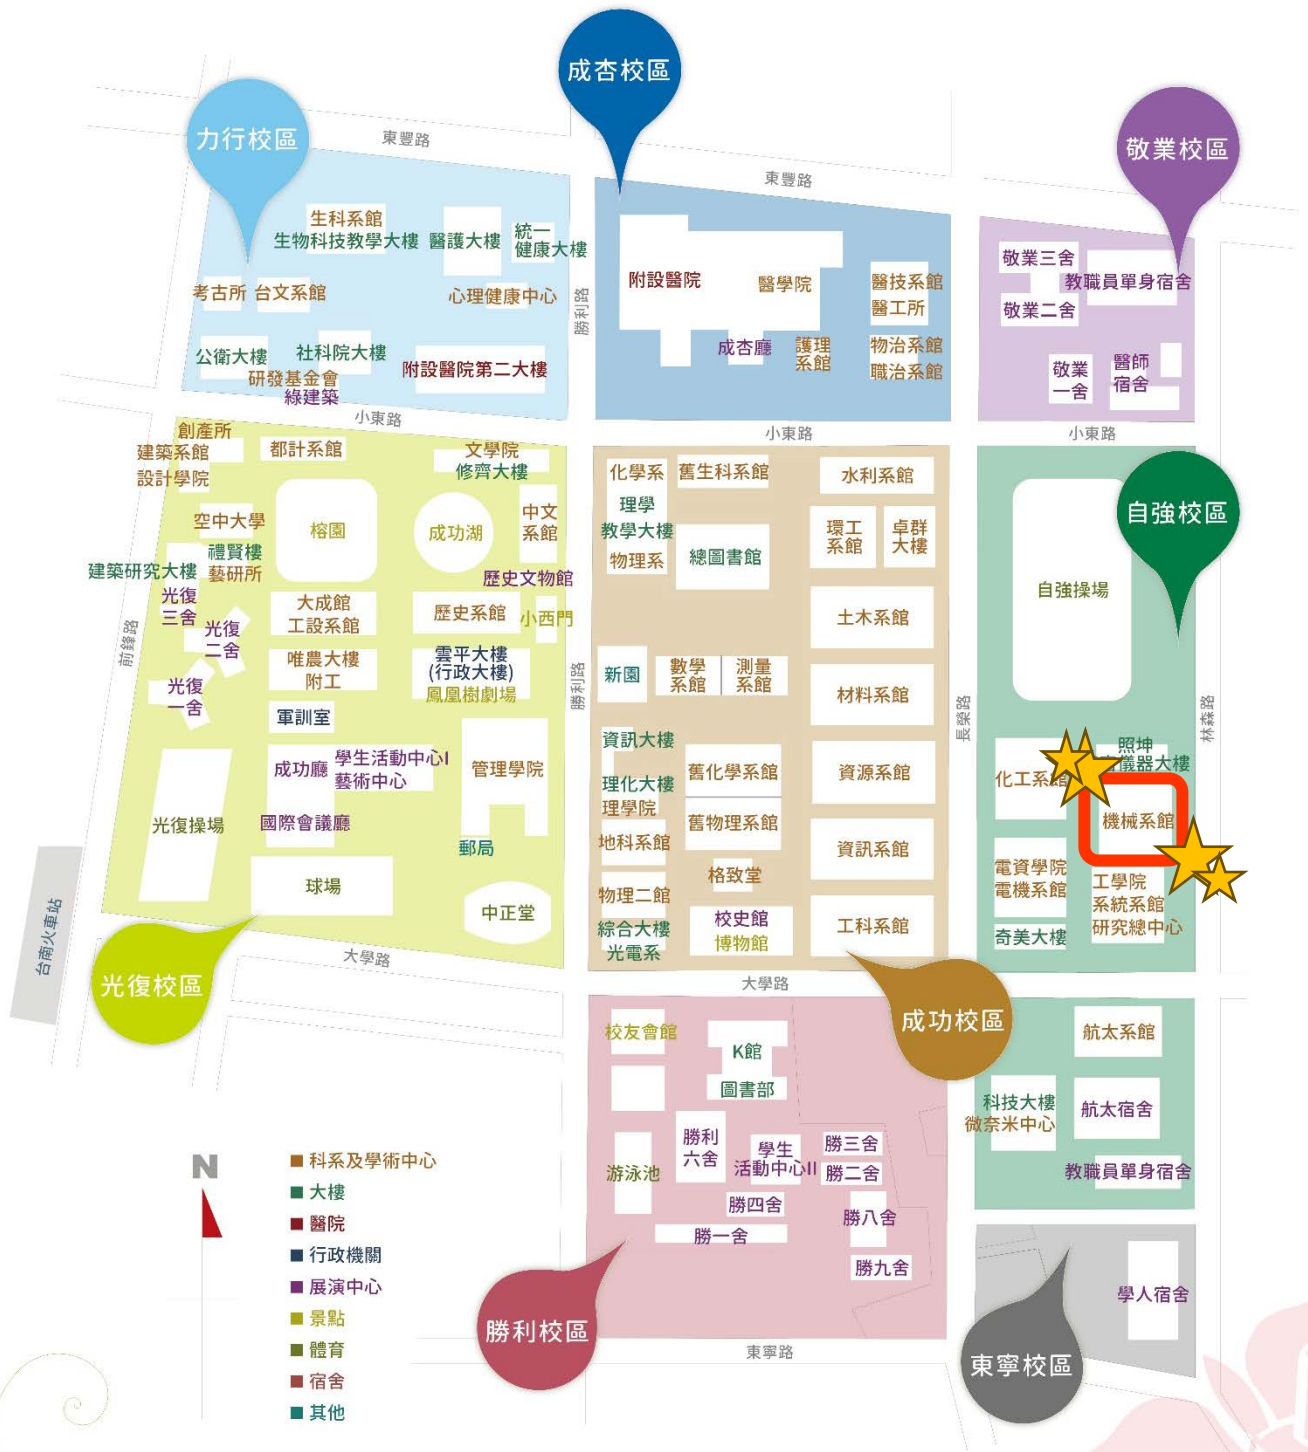 成杏校區
力行校區
敬業校區
東豐路
東豐路
生科系館
生物科技教學大樓
醫護大樓
統一
健康大樓
考古所
台文系館
心理健康中心
公衛大樓
社科院大樓
研發基金會
綠建築
附設醫院第二大樓
勝利路
附設醫院
醫學院
醫技系館
醫工所
成杏廳
護理
系館
物治系館
職治系館
敬業三舍
教職員單身宿舍
敬業二舍
敬業
一舍
醫師
宿舍
小東路
小東路
小東路
創產所
建築系館
設計學院
都計系館
文學院
修齊大樓
空中大學
榕園
成功湖
中文
系館
禮賢樓
建築研究大樓
藝研所
歷史文物館
光復
三舍
大成館
工設系館
歷史系館
小西門
光復
二舍
唯農大樓
附工
雲平大樓
(行政大樓)
鳳凰樹劇場
光復
一舍
軍訓室
前鋒路
勝利路
成功廳
學生活動中心I
藝術中心
管理學院
光復操場
國際會議廳
郵局
球場
中正堂
台南火車站
大學路
光復校區
化學系
舊生科系館
水利系館
理學
教學大樓
物理系
總圖書館
環工
系館
卓群
大樓
土木系館
新園
數學
系館
測量
系館
材料系館
資訊大樓
舊化學系館
資源系館
理化大樓
理學院
舊物理系館
地科系館
資訊系館
格致堂
物理二館
校史館
博物館
工科系館
綜合大樓
光電系
長榮路
大學路
成功校區
自強校區
自強操場
林森路
化工系館
照坤
儀器大樓
機械系館
電資學院
電機系館
工學院
系統系館
研究總中心
奇美大樓
校友會館
K館
圖書部
勝利
六舍
學生
活動中心II
勝三舍
勝二舍
游泳池
勝四舍
勝八舍
勝一舍
勝九舍
勝利校區
東寧路
航太系館
科技大樓
微奈米中心
航太宿舍
教職員單身宿舍
學人宿舍
東寧校區
N
科系及學術中心
大樓
醫院
行政機關
展演中心
景點
體育
宿舍
其他